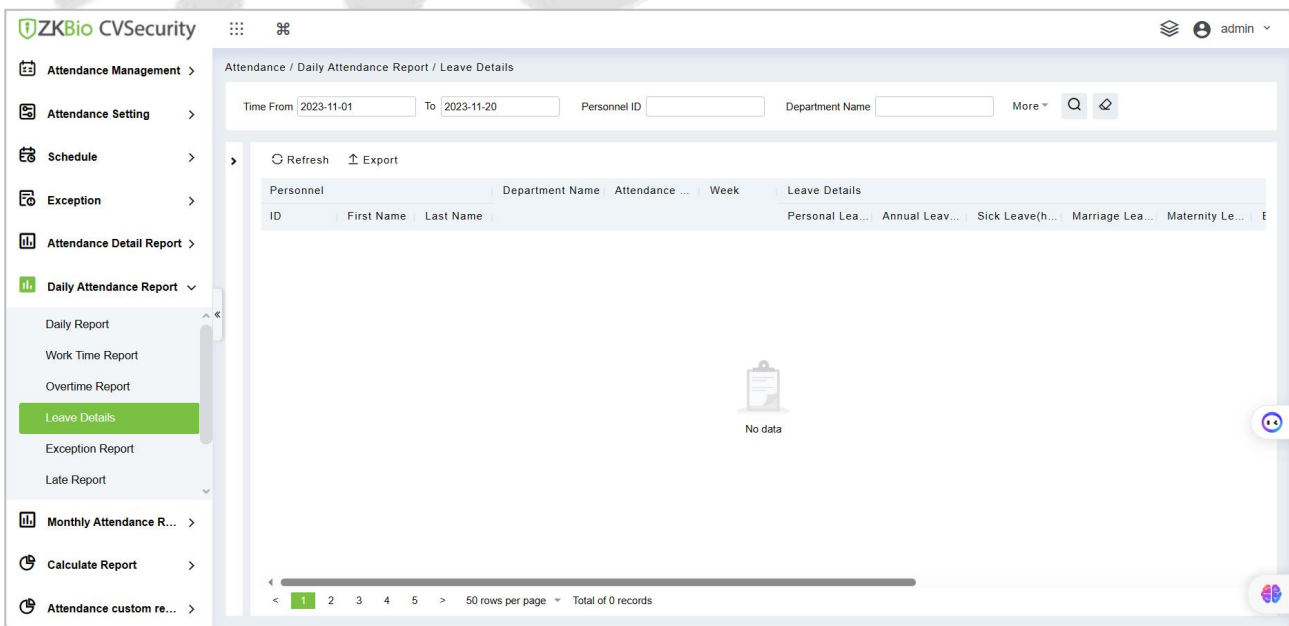 ZKBio CVSecurity
admin
Attendance Management
Attendance Setting
Schedule
Exception
Attendance Detail Report
Daily Attendance Report
Daily Report
Work Time Report
Overtime Report
Leave Details
Exception Report
Late Report
Monthly Attendance R...
Calculate Report
Attendance custom re...
Attendance / Daily Attendance Report / Leave Details
Time From 2023-11-01 To 2023-11-20 Personnel ID Department Name More
Refresh Export
Personnel Department Name Attendance ... Week Leave Details
ID First Name Last Name Personal Lea... Annual Leav... Sick Leave(h... Marriage Lea... Maternity Le...
No data
< 1 2 3 4 5 > 50 rows per page Total of 0 records